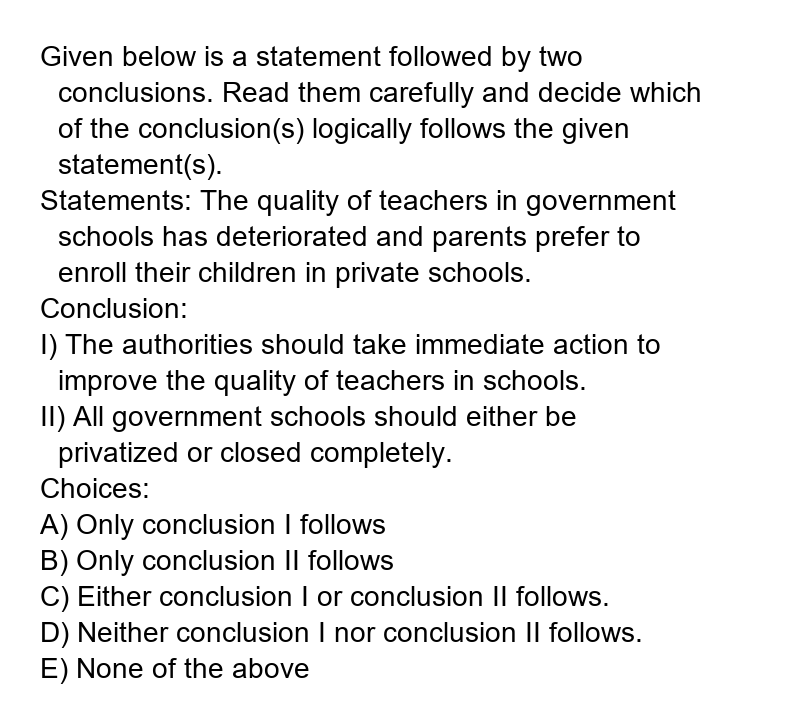 Given below is a statement followed by two
conclusions. Read them carefully and decide which
of the conclusion(s) logically follows the given
statement(s).
Statements: The quality of teachers in government
schools has deteriorated and parents prefer to
enroll their children in private schools.
Conclusion:
I) The authorities should take immediate action to
improve the quality of teachers in schools.
II) All government schools should either be
privatized or closed completely.
Choices:
A) Only conclusion I follows
B) Only conclusion II follows
C) Either conclusion I or conclusion II follows.
D) Neither conclusion I nor conclusion II follows.
E) None of the above